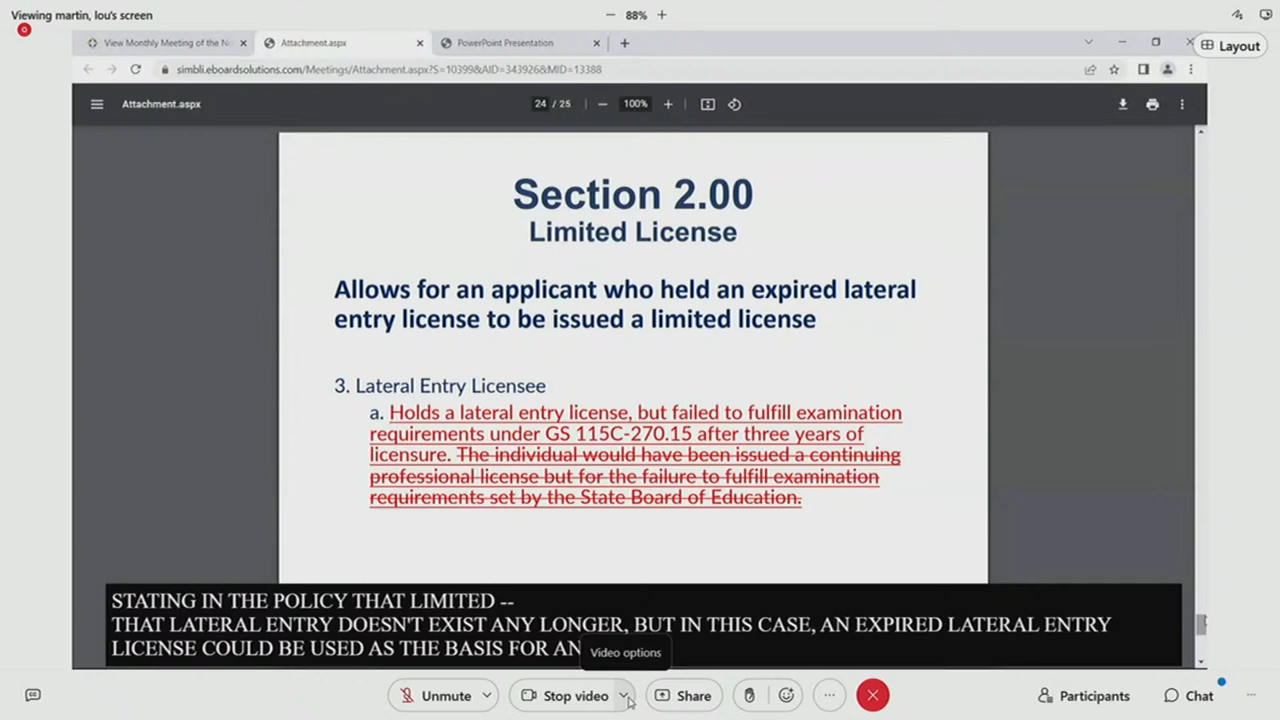 Viewing martin, lou's screen
88%
Layout
View Monthly Meeting of the No
Attachment.aspx
PowerPoint Presentation
simbli.eboardsolutions.com/Meetings/Attachment.aspx?S=10399&AID=343926&MID=13388
Attachment.aspx
24 / 25
100%
Section 2.00
Limited License
Allows for an applicant who held an expired lateral
entry license to be issued a limited license
3. Lateral Entry Licensee
a. Holds a lateral entry license, but failed to fulfill examination
requirements under GS 115C-270.15 after three years of
licensure. The individual would have been issued a continuing
professional license but for the failure to fulfill examination
requirements set by the State Board of Education.
STATING IN THE POLICY THAT LIMITED --
THAT LATERAL ENTRY DOESN'T EXIST ANY LONGER, BUT IN THIS CASE, AN EXPIRED LATERAL ENTRY
LICENSE COULD BE USED AS THE BASIS FOR AN
Video options
Unmute
Stop video
Share
Participants
Chat